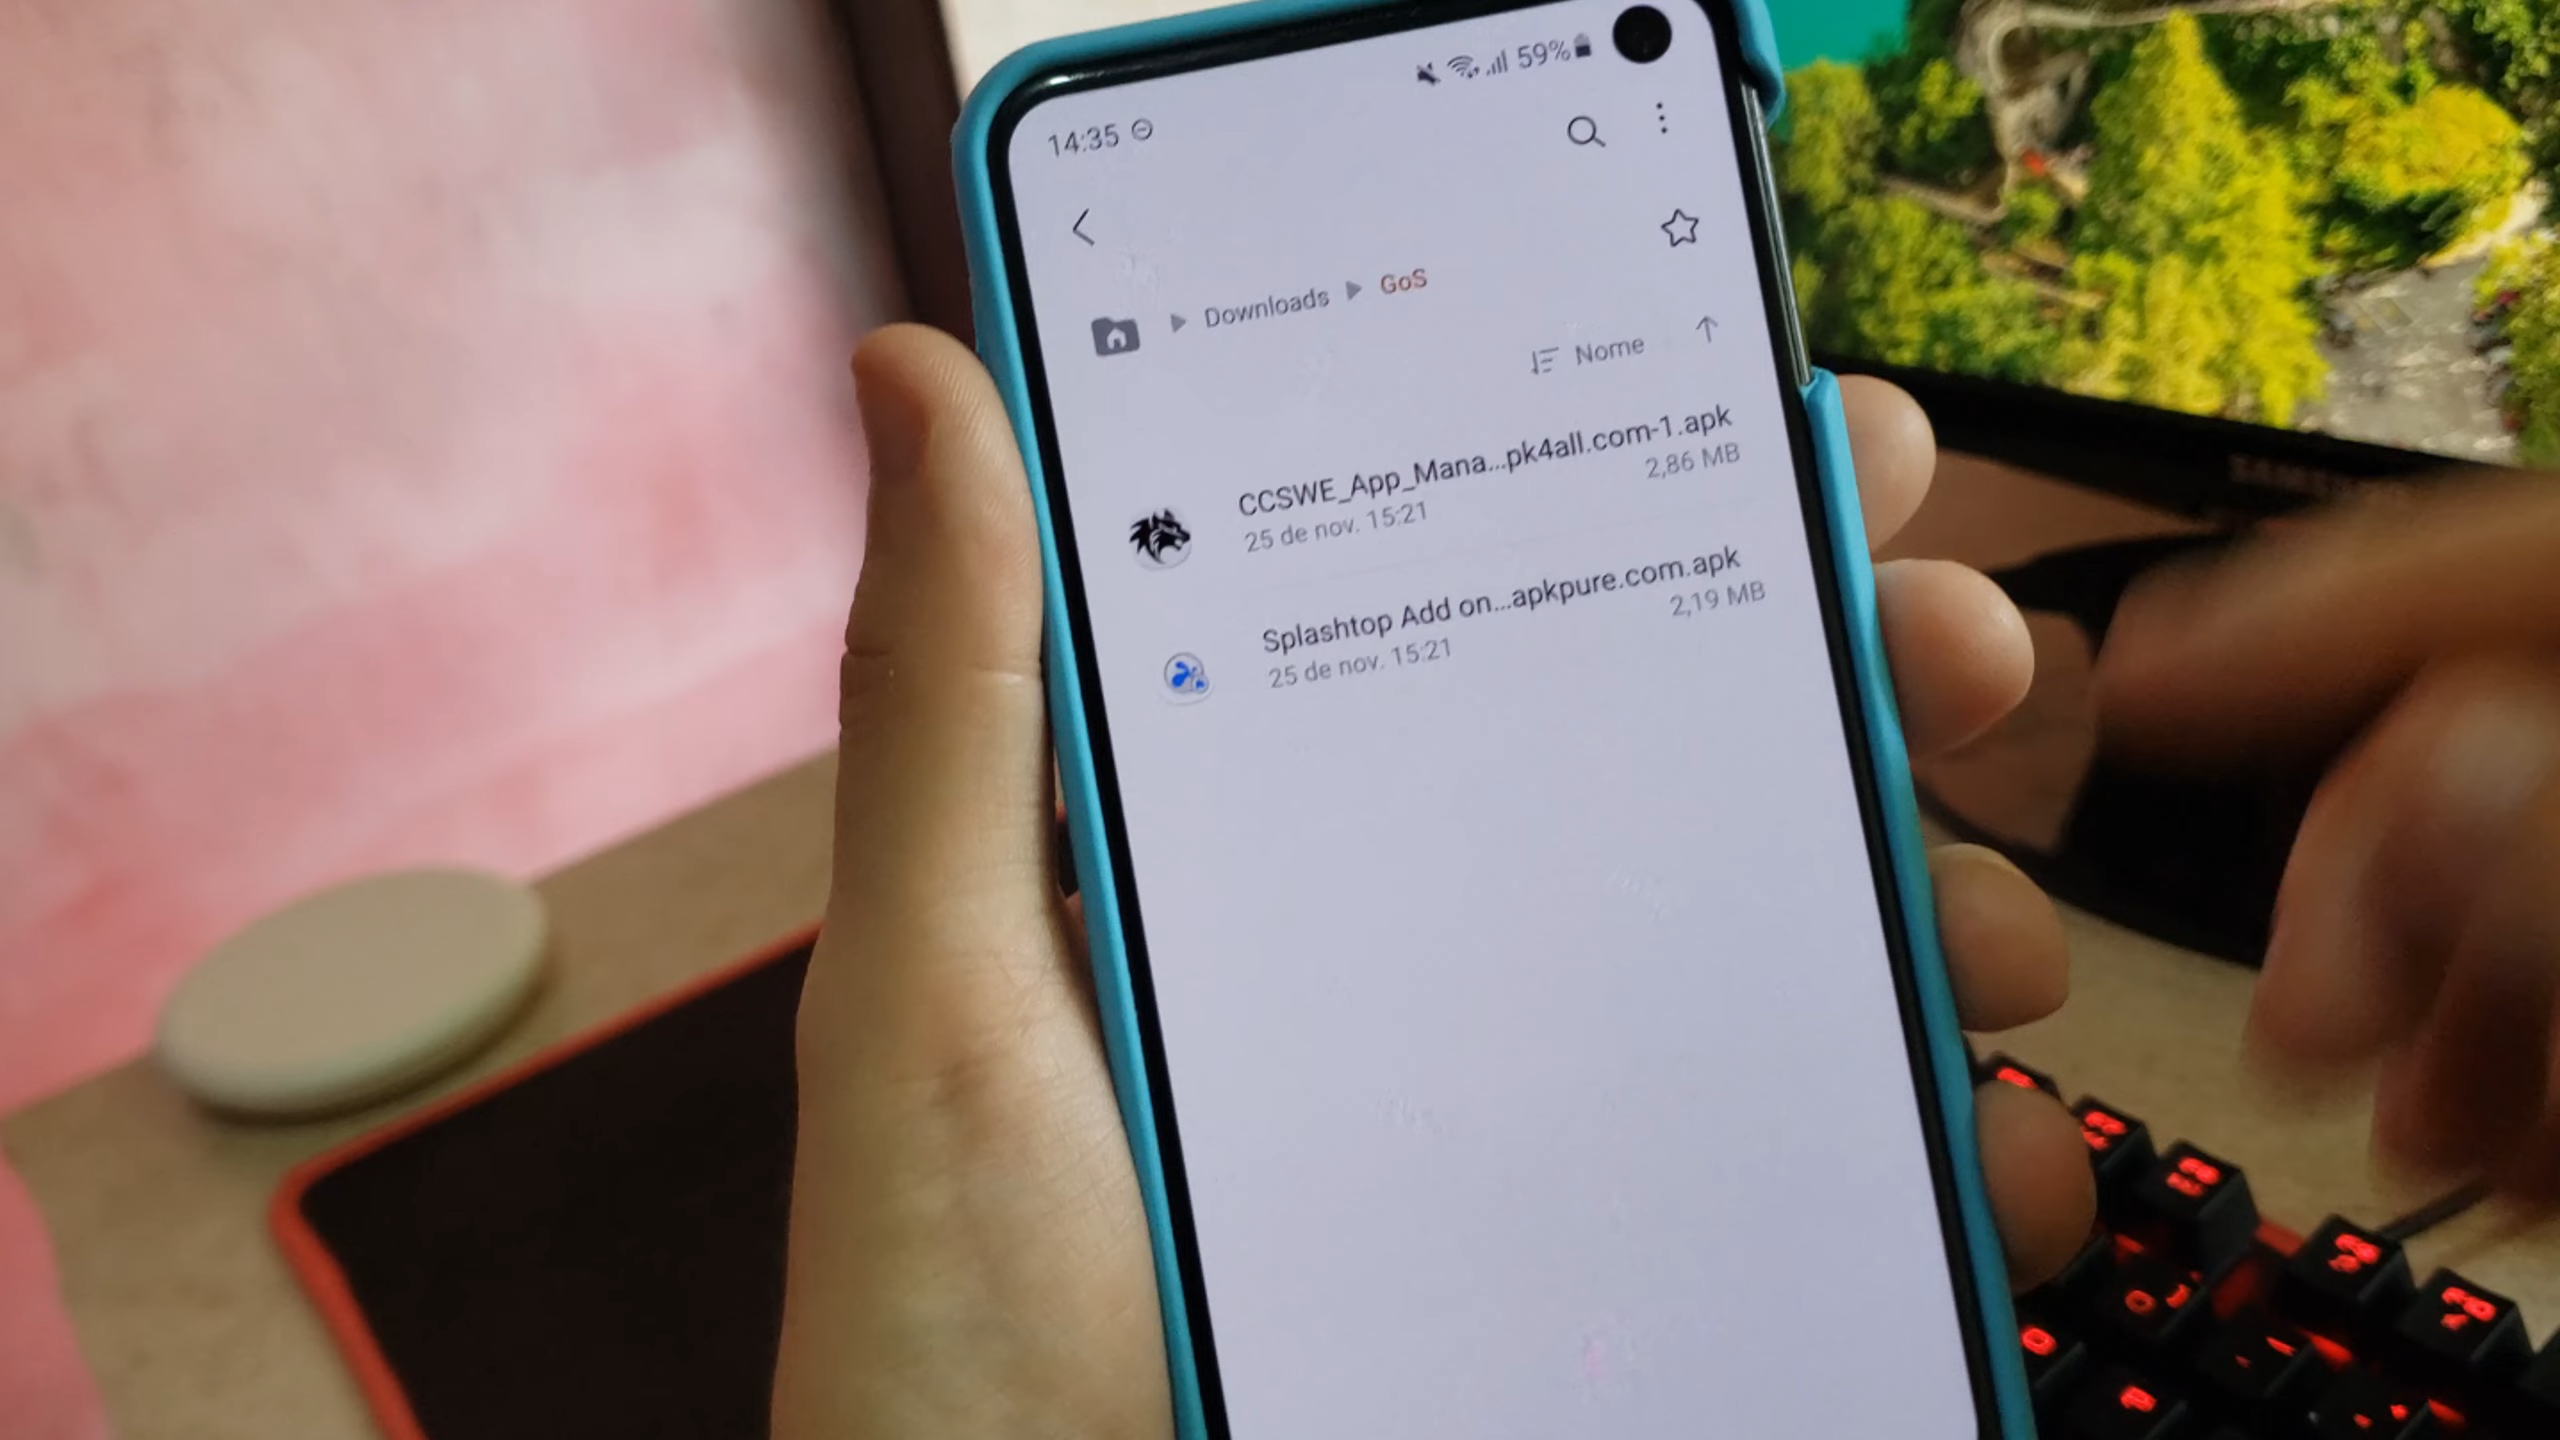 14:35
59%
Downloads
GoS
Nome
CCSWE_App_Mana...pk4all.com-1.apk
25 de nov. 15:21
2,86 MB
Splashtop Add on...apkpure.com.apk
25 de nov. 15:21
2,19 MB